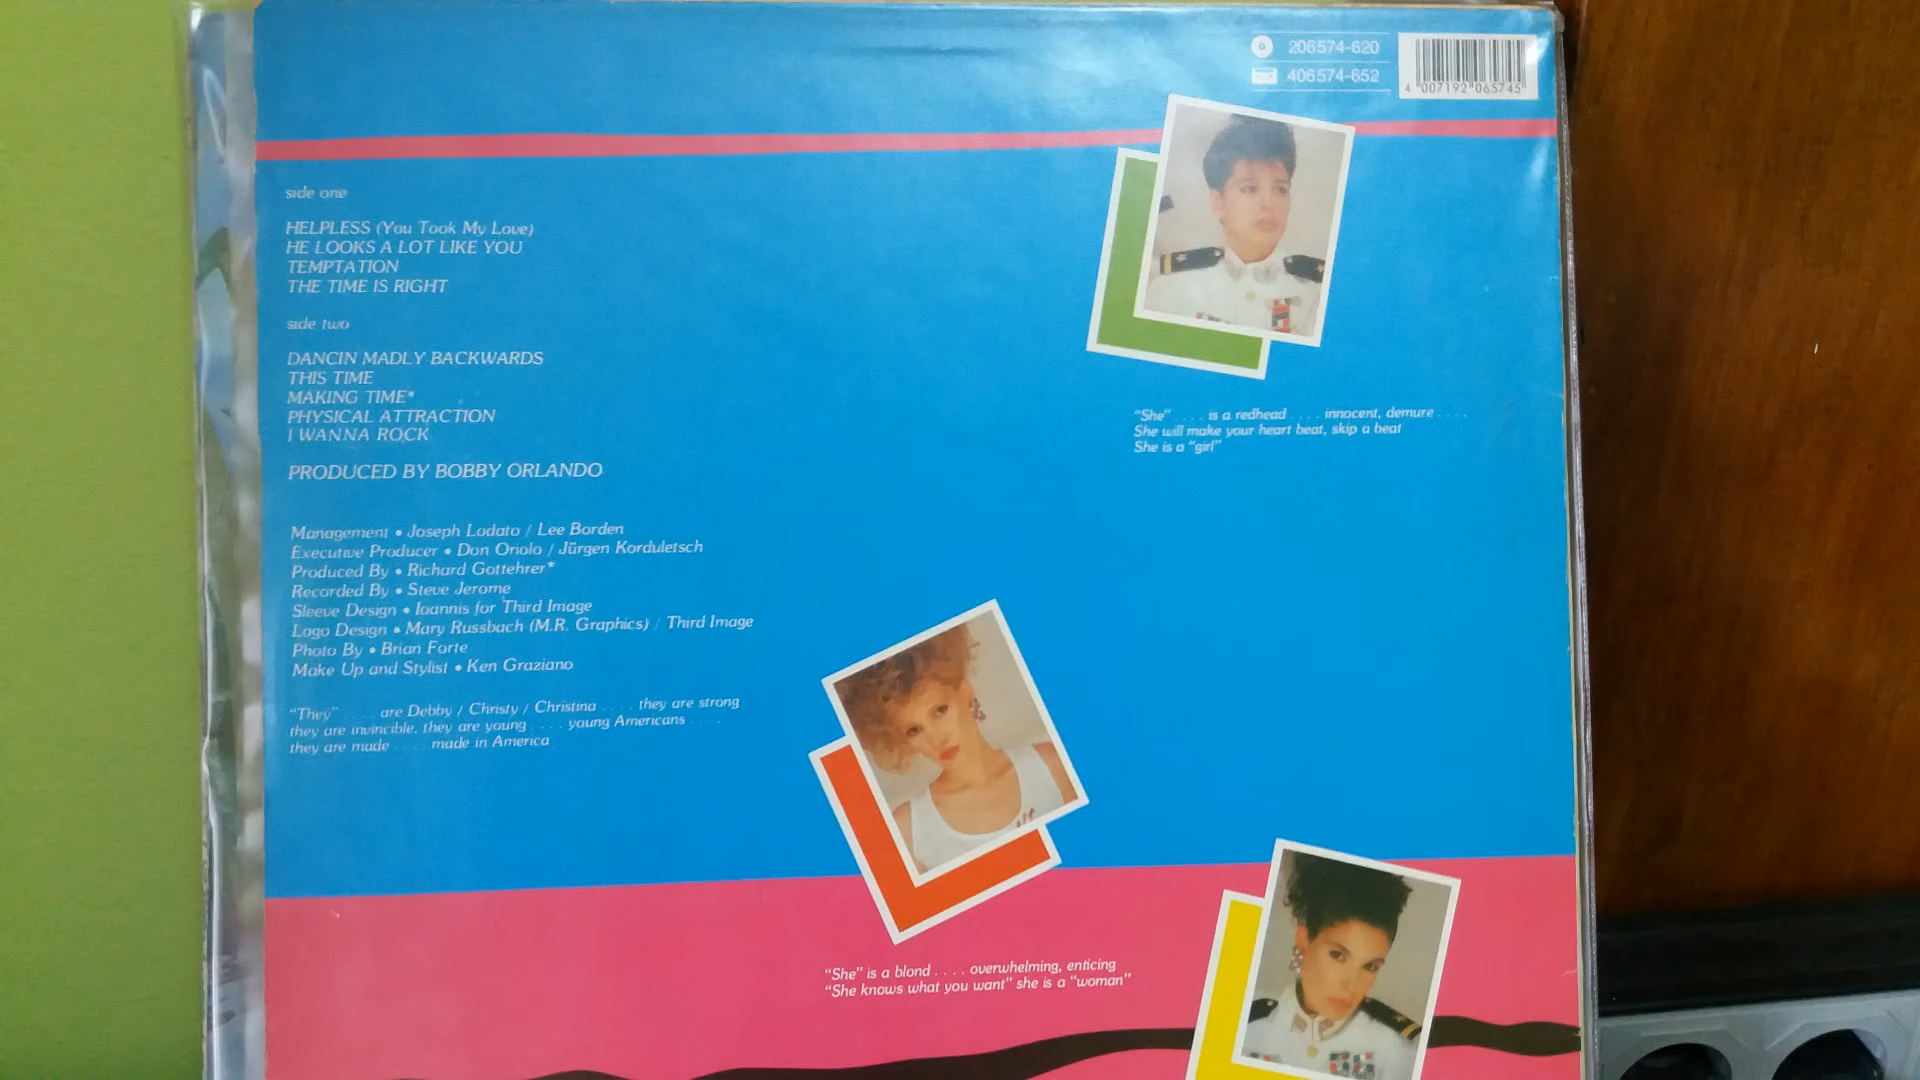 206574-620
406574-652
4 007192 065745
side one
HELPLESS (You Took My Love)
HE LOOKS A LOT LIKE YOU
TEMPTATION
THE TIME IS RIGHT
side two
DANCIN MADLY BACKWARDS
THIS TIME
MAKING TIME*
PHYSICAL ATTRACTION
I WANNA ROCK
PRODUCED BY BOBBY ORLANDO
Management • Joseph Lodato / Lee Borden
Executive Producer • Don Oriolo / Jürgen Korduletsch
Produced By • Richard Gottehrer*
Recorded By • Steve Jerome
Sleeve Design • Ioannis for Third Image
Logo Design • Mary Russbach (M.R. Graphics) / Third Image
Photo By • Brian Forte
Make Up and Stylist • Ken Graziano
"They" .... are Debby / Christy / Christina .... they are strong
they are invincible, they are young .... young Americans ....
they are made .... made in America
"She" .... is a redhead .... innocent, demure ....
She will make your heart beat, skip a beat
She is a "girl"
"She" is a blond .... overwhelming, enticing
"She knows what you want" she is a "woman"